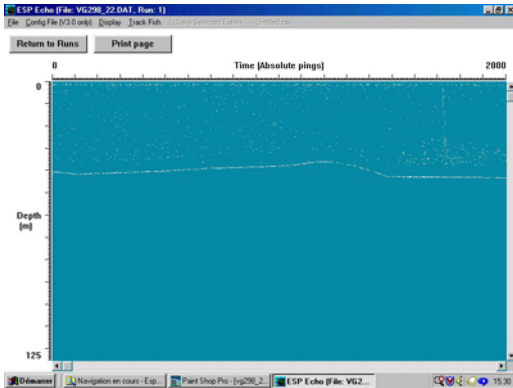 ESP Echo (File: VG298_22.DAT, Run: 1)
File Config File (V3.0 only) Display Track Fish
Return to Runs Print page
0 Time (Absolute pings) 2000
0
Depth
(m)
125
Démarrer Navigation en cours - Esp... Paint Shop Pro - [vg298_2... ESP Echo (File: VG2... 15:30